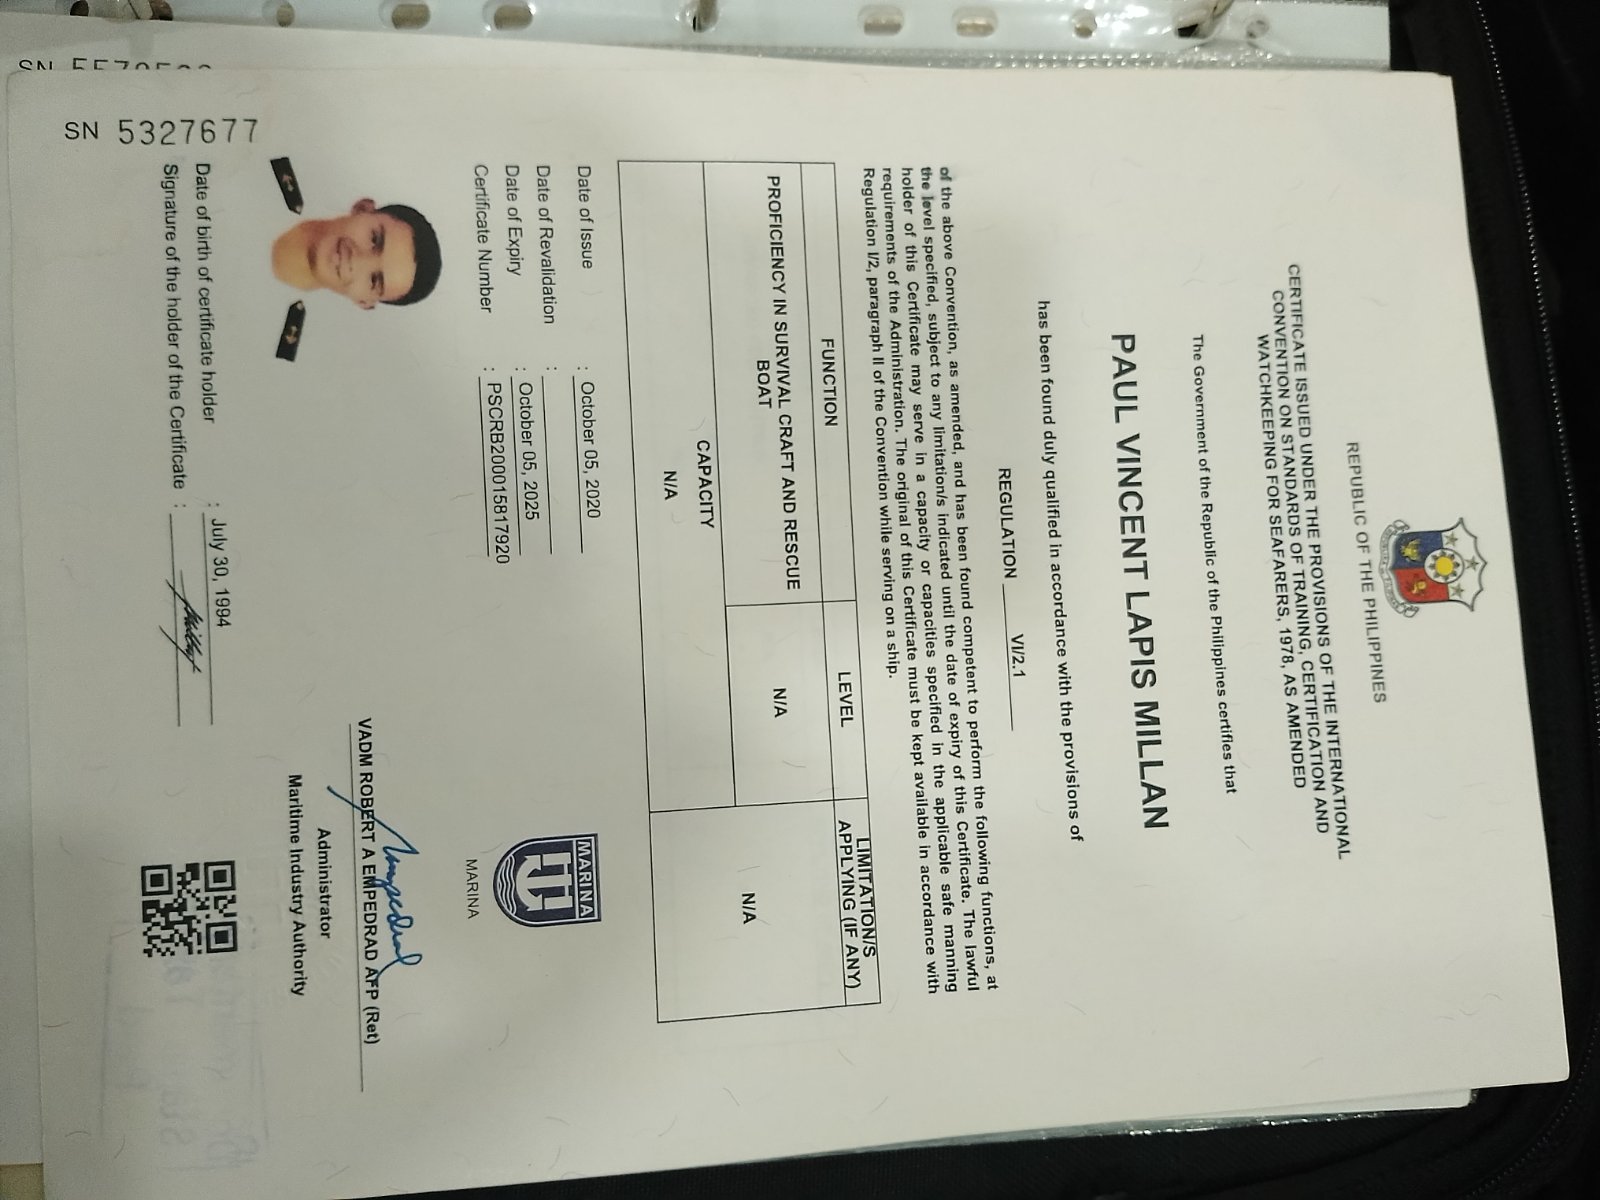 REPUBLIC OF THE PHILIPPINES
CERTIFICATE ISSUED UNDER THE PROVISIONS OF THE INTERNATIONAL
CONVENTION ON STANDARDS OF TRAINING, CERTIFICATION AND
WATCHKEEPING FOR SEAFARERS, 1978, AS AMENDED
The Government of the Republic of the Philippines certifies that
PAUL VINCENT LAPIS MILLAN
has been found duly qualified in accordance with the provisions of
REGULATION VI/2.1
of the above Convention, as amended, and has been found competent to perform the following functions, at
the level specified, subject to any limitation/s indicated until the date of expiry of this Certificate. The lawful
holder of this Certificate may serve in a capacity or capacities specified in the applicable safe manning
requirements of the Administration. The original of this Certificate must be kept available in accordance with
Regulation I/2, paragraph II of the Convention while serving on a ship.
FUNCTION LEVEL LIMITATION/S
APPLYING (IF ANY)
PROFICIENCY IN SURVIVAL CRAFT AND RESCUE
BOAT N/A N/A
CAPACITY
N/A
Date of Issue : October 05, 2020
Date of Revalidation :
Date of Expiry : October 05, 2025
Certificate Number : PSCRB2000158177920
MARINA
MARINA
VADM ROBERT A EMPEDRAD AFP (Ret)
Administrator
Maritime Industry Authority
Date of birth of certificate holder : July 30, 1994
Signature of the holder of the Certificate :
SN 5327677